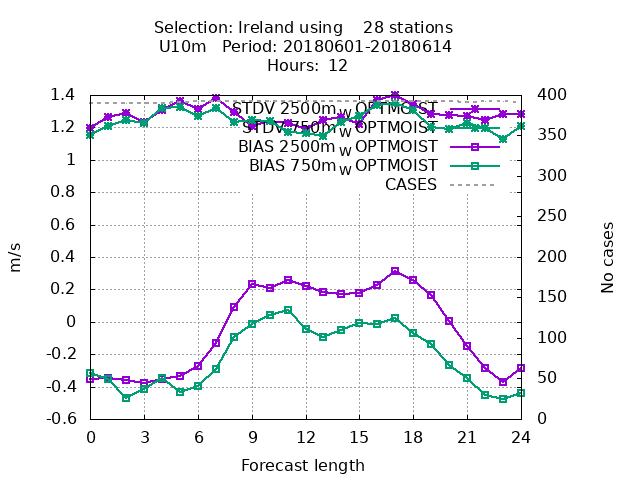 Selection: Ireland using    28 stations
U10m   Period: 20180601-20180614
Hours:  12
STDV 2500m_W OPTMOIST
STDV 750m_W OPTMOIST
BIAS 2500m_W OPTMOIST
BIAS 750m_W OPTMOIST
CASES
1.4
1.2
1
0.8
0.6
0.4
0.2
0
-0.2
-0.4
-0.6
m/s
400
350
300
250
200
150
100
50
0
No cases
0 3 6 9 12 15 18 21 24
Forecast length